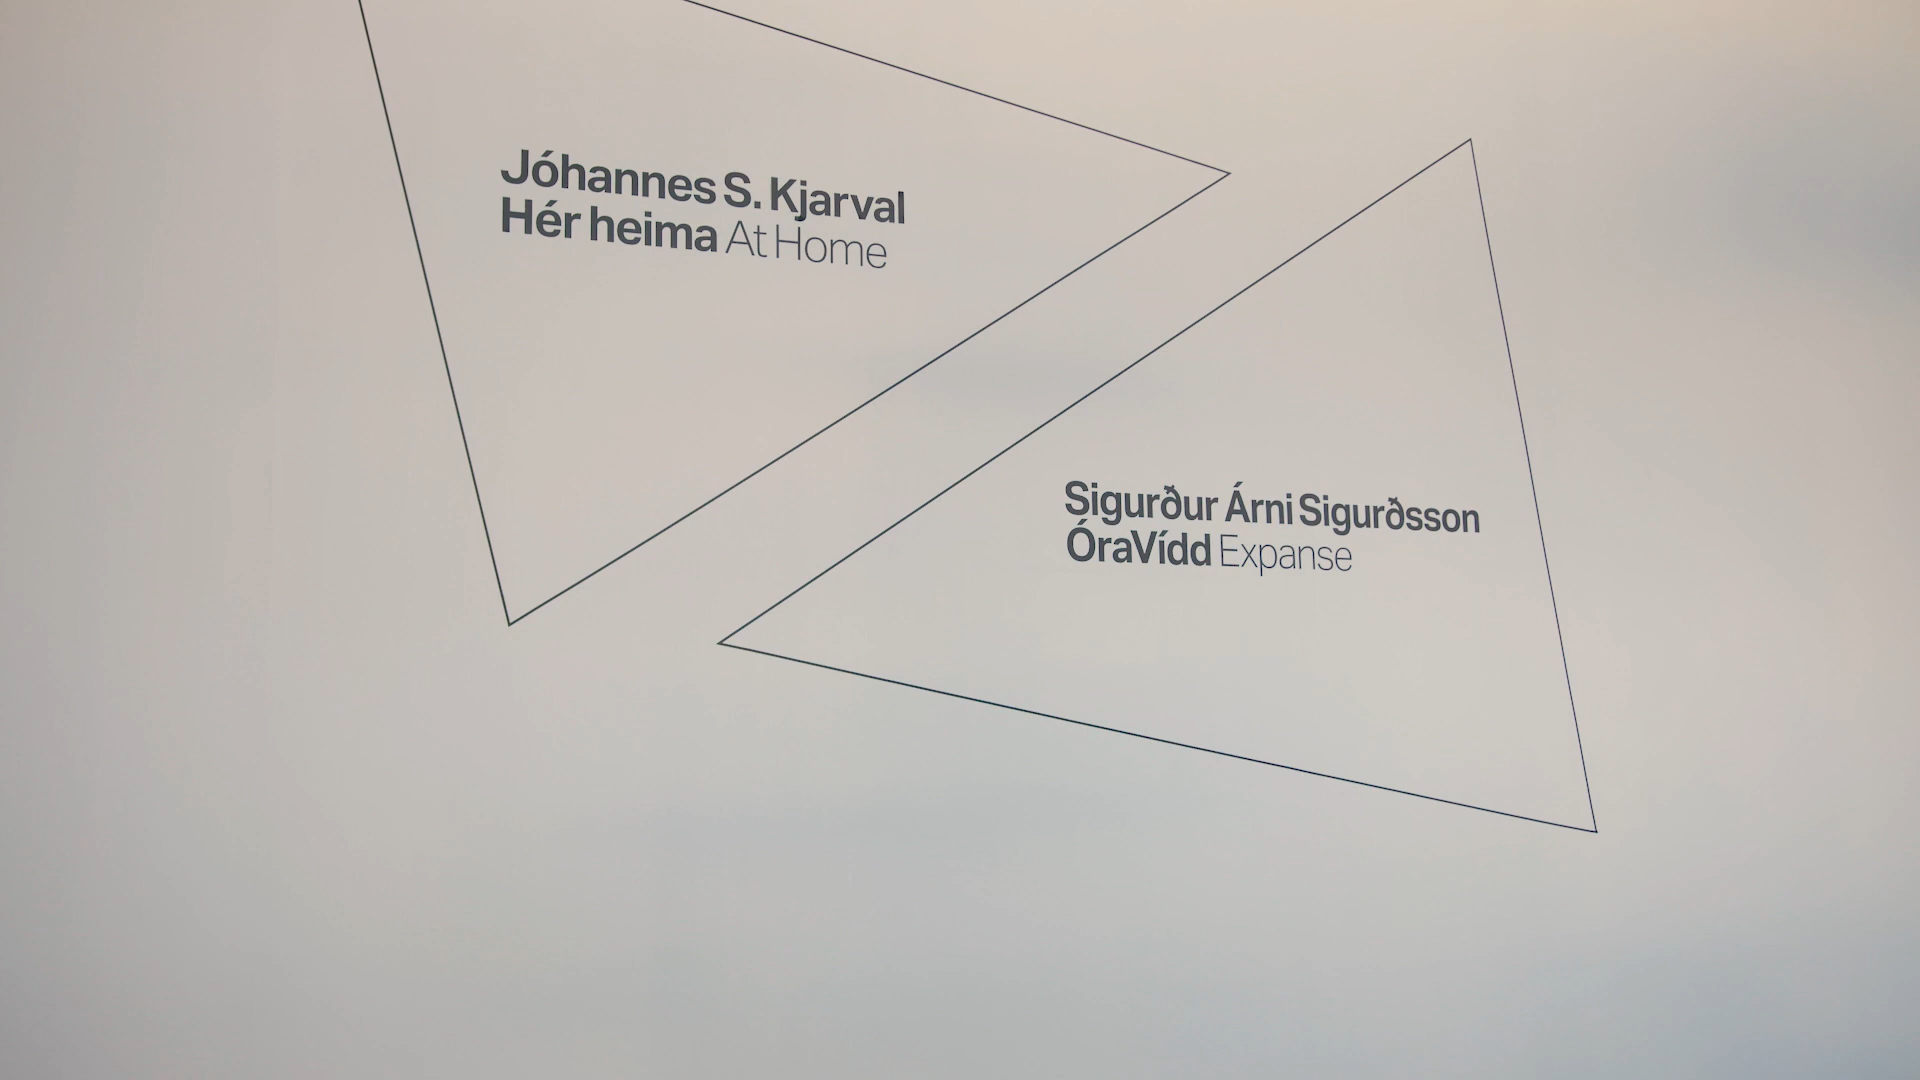 Jóhannes S. Kjarval
Hér heima At Home
Sigurður Árni Sigurðsson
ÓraVídd Expanse